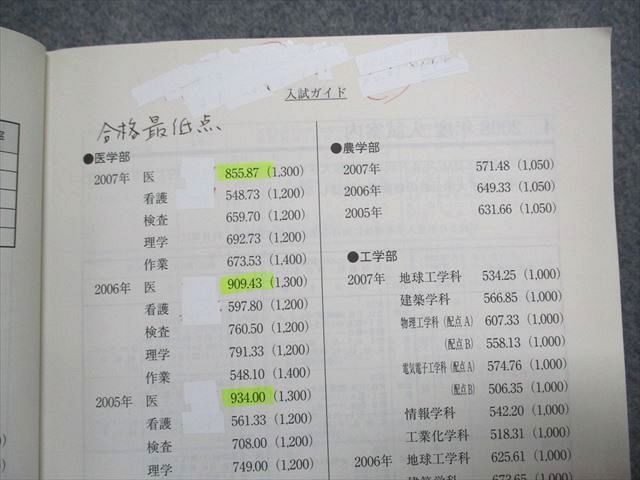 入試ガイド
合格最低点
●医学部
2007年 医 855.87 (1,300)
看護 548.73 (1,200)
検査 659.70 (1,200)
理学 692.73 (1,200)
作業 673.53 (1,400)
2006年 医 909.43 (1,300)
看護 597.80 (1,200)
検査 760.50 (1,200)
理学 791.33 (1,200)
作業 548.10 (1,400)
2005年 医 934.00 (1,300)
看護 561.33 (1,200)
検査 708.00 (1,200)
理学 749.00 (1,200)
●農学部
2007年 571.48 (1,050)
2006年 649.33 (1,050)
2005年 631.66 (1,050)
●工学部
2007年 地球工学科 534.25 (1,000)
建築学科 566.85 (1,000)
物理工学科(配点A) 607.33 (1,000)
(配点B) 558.13 (1,000)
電気電子工学科(配点A) 574.76 (1,000)
(配点B) 506.35 (1,000)
情報学科 542.20 (1,000)
工業化学科 518.31 (1,000)
2006年 地球工学科 625.61 (1,000)